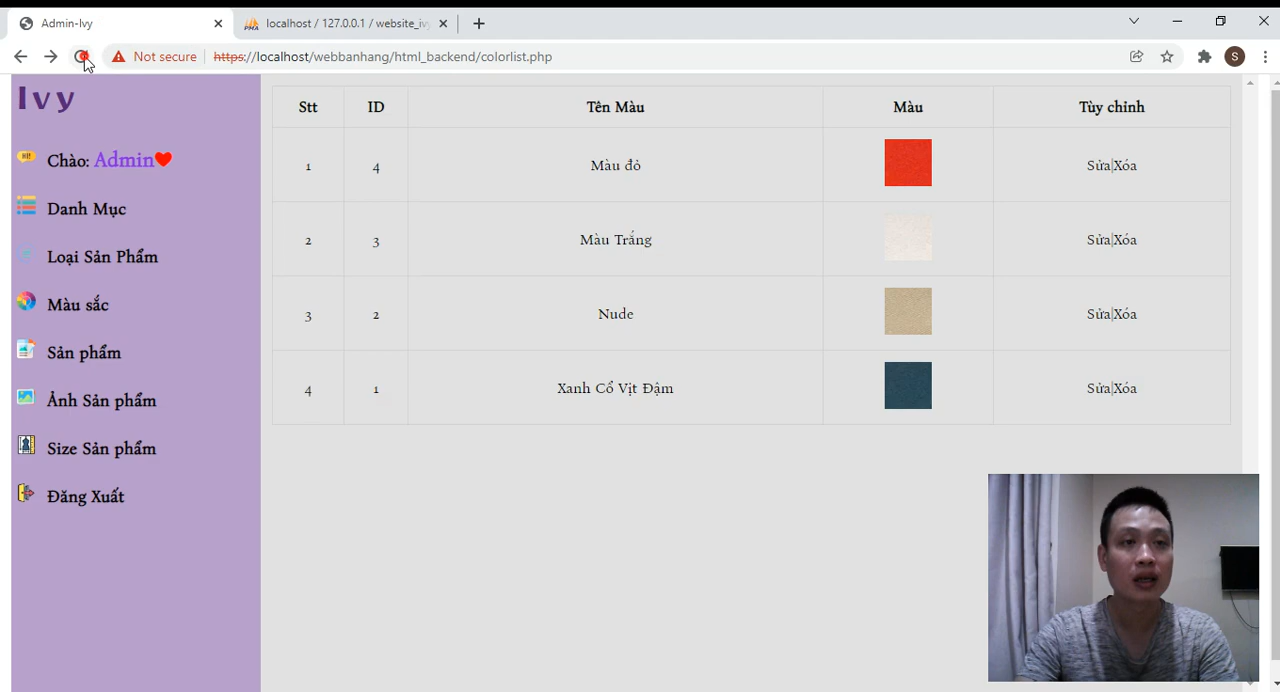 Admin-Ivy
localhost / 127.0.0.1 / website_iv
Not secure https://localhost/webbanhang/html_backend/colorlist.php
S
Ivy
Hi!
Chào: Admin
Danh Mục
Loại Sản Phẩm
Màu sắc
Sản phẩm
Ảnh Sản phẩm
Size Sản phẩm
Đăng Xuất
Stt ID Tên Màu Màu Tùy chỉnh
1 4 Màu đỏ Sửa|Xóa
2 3 Màu Trắng Sửa|Xóa
3 2 Nude Sửa|Xóa
4 1 Xanh Cổ Vịt Đậm Sửa|Xóa